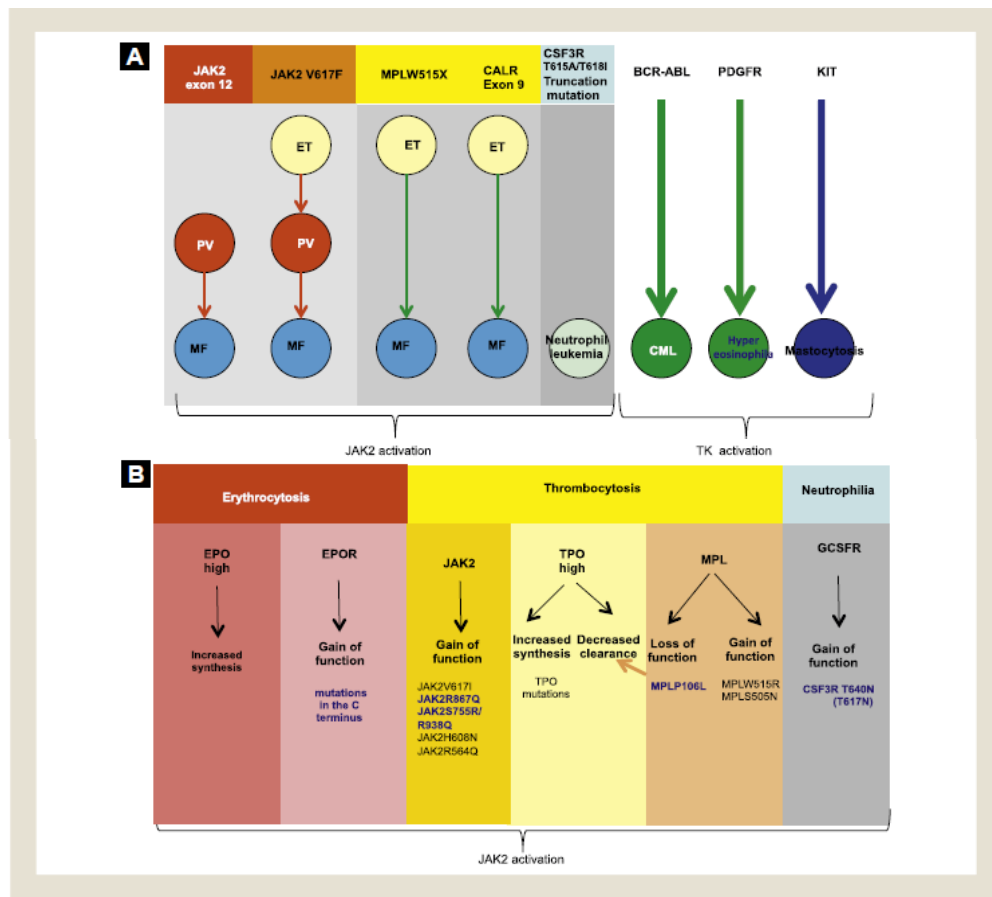 A
JAK2
exon 12
JAK2 V617F
MPLW515X
CALR
Exon 9
CSF3R
T615A/T618I
Truncation
mutation
BCR-ABL
PDGFR
KIT
ET
ET
ET
PV
PV
MF
MF
MF
MF
Neutrophil
leukemia
CML
Hyper
eosinophilu
Mastocytosis
JAK2 activation
TK activation
B
Erythrocytosis
Thrombocytosis
Neutrophilia
EPO
high
Increased
synthesis
EPOR
Gain of
function
mutations
in the C
terminus
JAK2
Gain of
function
JAK2V617I
JAK2R867Q
JAK2S755R/
R938Q
JAK2H608N
JAK2R564Q
TPO
high
Increased
synthesis
TPO
mutations
Decreased
clearance
MPL
Loss of
function
MPLP106L
Gain of
function
MPLW515R
MPLS505N
GCSFR
Gain of
function
CSF3R T640N
(T617N)
JAK2 activation